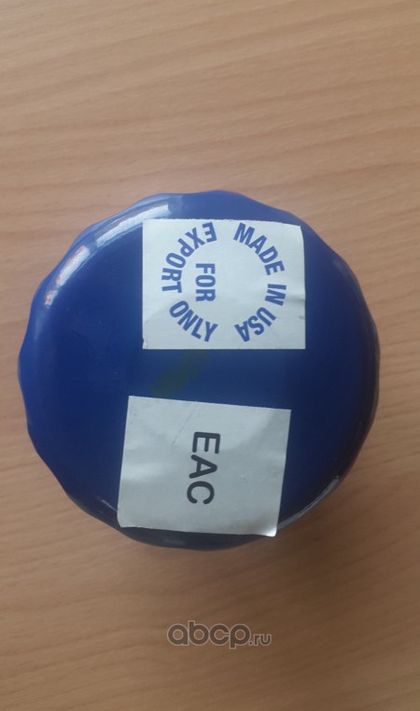 MADE IN USA
FOR
EXPORT ONLY
EAC
abcp.ru